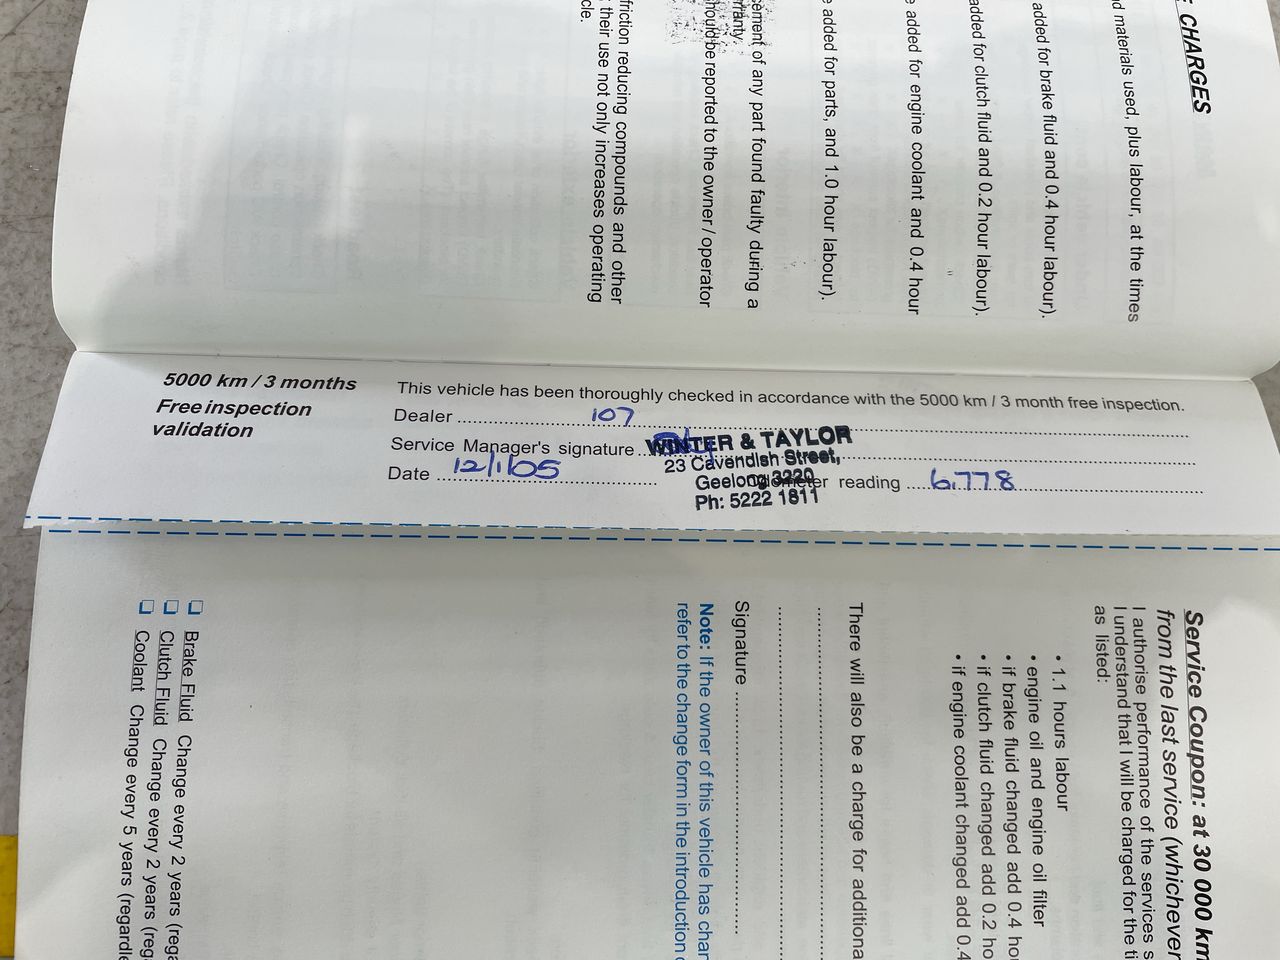 CHARGES
d materials used, plus labour, at the times
added for brake fluid and 0.4 hour labour).
added for clutch fluid and 0.2 hour labour).
e added for engine coolant and 0.4 hour
e added for parts, and 1.0 hour labour).
cement of any part found faulty during a
rranty.
hould be reported to the owner / operator
friction reducing compounds and other
their use not only increases operating
cle.
5000 km / 3 months
Free inspection
validation
This vehicle has been thoroughly checked in accordance with the 5000 km / 3 month free inspection.
Dealer 107
Service Manager's signature
WINTER & TAYLOR
23 Cavendish Street,
Geelong 3220
Ph: 5222 1811
Date 12/1/05
reading 6,778
Service Coupon: at 30 000 km
from the last service (whichever
I authorise performance of the services s
I understand that I will be charged for the ti
as listed:
• 1.1 hours labour
• engine oil and engine oil filter
• if brake fluid changed add 0.4 ho
• if clutch fluid changed add 0.2 ho
• if engine coolant changed add 0.4
There will also be a charge for additiona
Signature
Note: If the owner of this vehicle has chan
refer to the change form in the introduction
Brake Fluid Change every 2 years (rega
Clutch Fluid Change every 2 years (reg
Coolant Change every 5 years (regardle